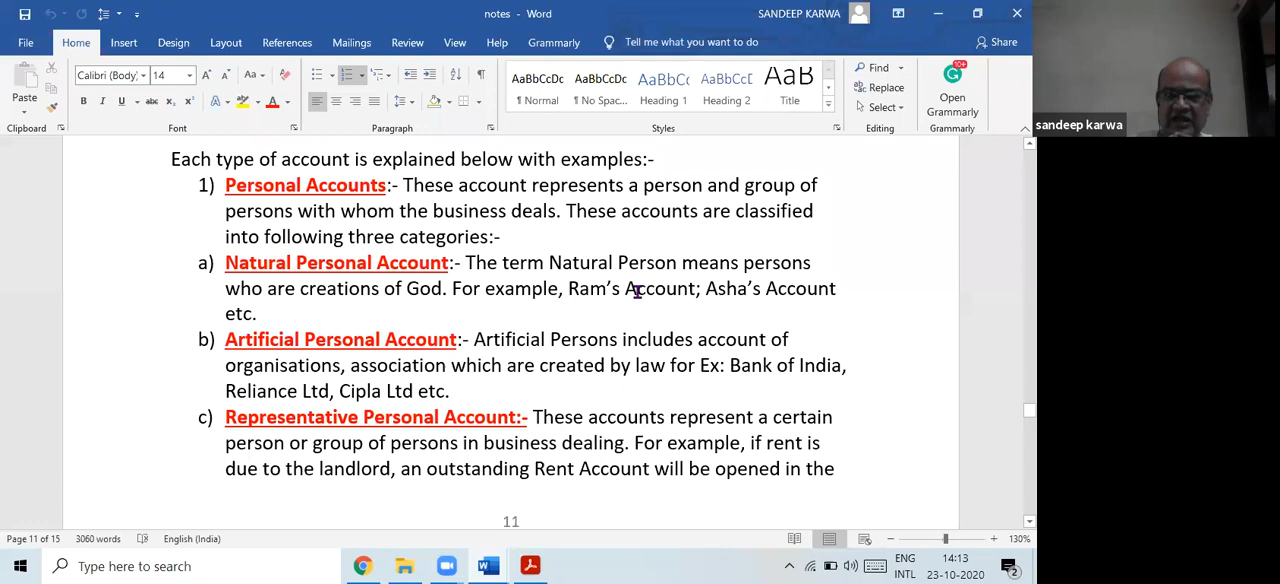 notes - Word
SANDEEP KARWA
File Home Insert Design Layout References Mailings Review View Help Grammarly Tell me what you want to do Share
Paste
Calibri (Body) 14
Aa
B I U abc x₂ x² A A
AaBbCcDc AaBbCcDc AaBbCc AaBbCcD AaB
¶ Normal ¶ No Spac... Heading 1 Heading 2 Title
Find
Replace
Select
Open
Grammarly
10+
Clipboard Font Paragraph Styles Editing Grammarly
sandeep karwa
Each type of account is explained below with examples:-
1) Personal Accounts:- These account represents a person and group of
persons with whom the business deals. These accounts are classified
into following three categories:-
a) Natural Personal Account:- The term Natural Person means persons
who are creations of God. For example, Ram’s Account; Asha’s Account
etc.
b) Artificial Personal Account:- Artificial Persons includes account of
organisations, association which are created by law for Ex: Bank of India,
Reliance Ltd, Cipla Ltd etc.
c) Representative Personal Account:- These accounts represent a certain
person or group of persons in business dealing. For example, if rent is
due to the landlord, an outstanding Rent Account will be opened in the
11
Page 11 of 15 3060 words English (India) 130%
Type here to search
ENG
INTL
14:13
23-10-2020
2